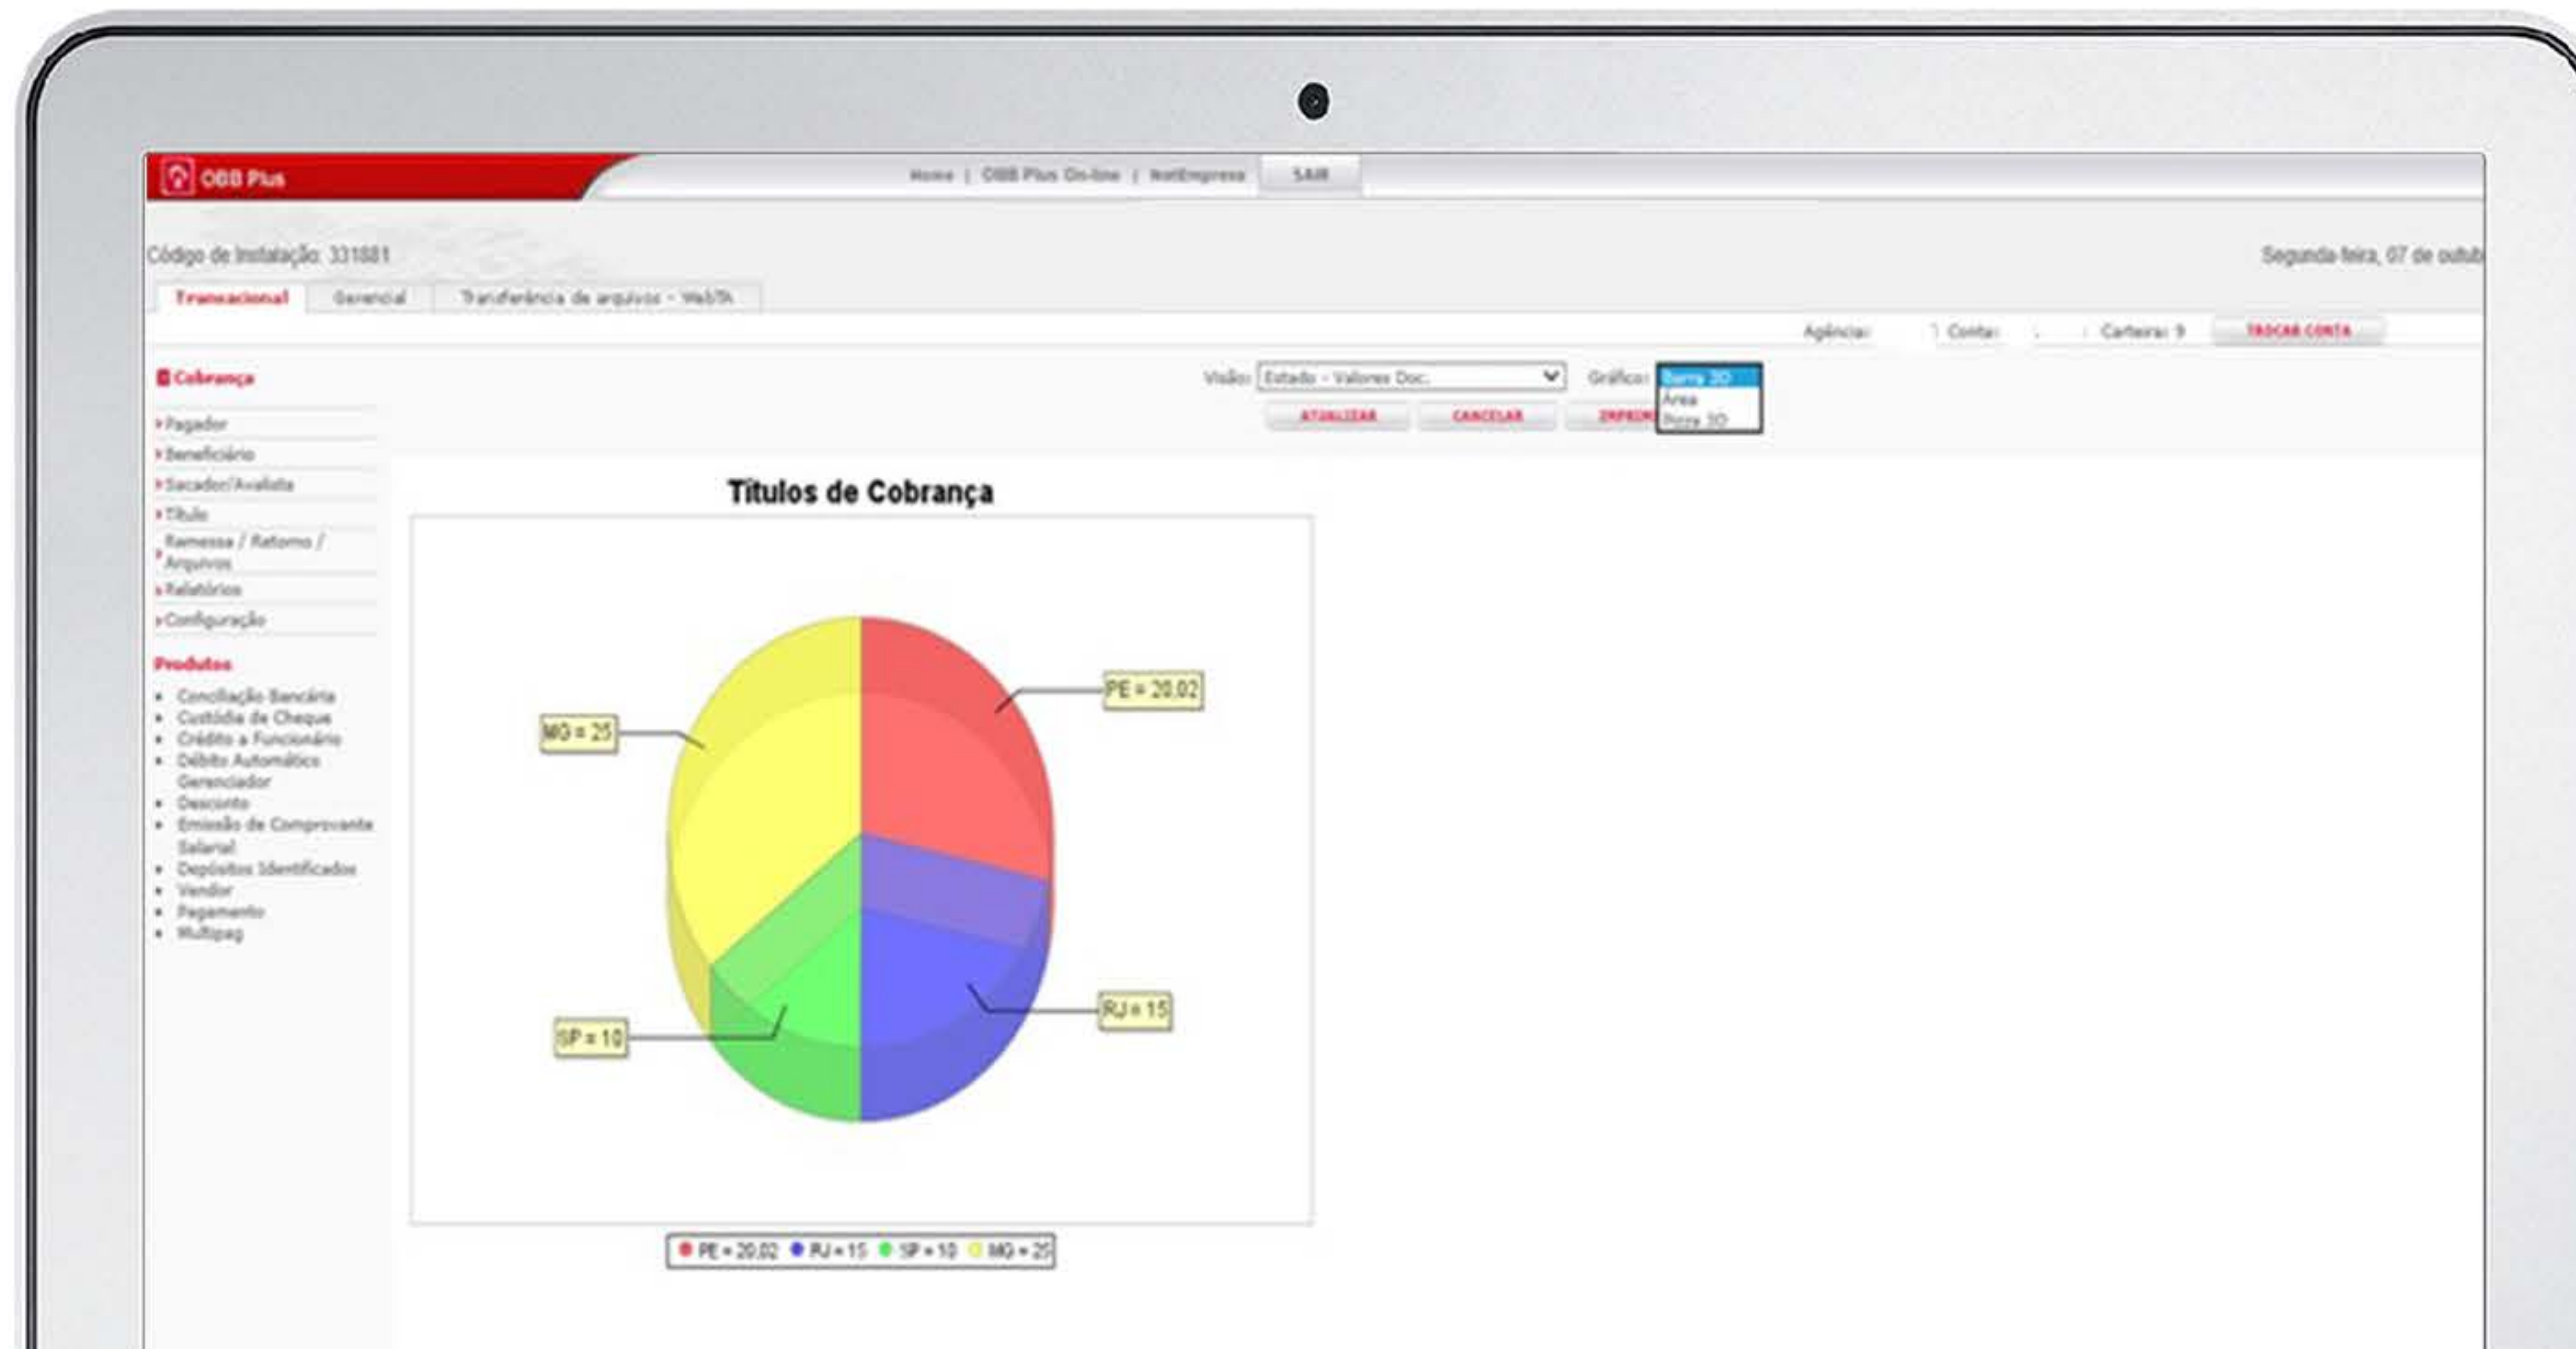 OBB Plus
Home | OBB Plus On-line | NetEmpresa SAIR
Código de Instalação: 331881
Segunda-feira, 07 de outub
Transacional Gerencial Transferência de arquivos - WebTA
Agência: Conta: Carteira: 9 TROCAR CONTA
Cobrança
Visão: Estado - Valores Doc. Gráfico: Barra 3D
Área
Pizza 3D
ATUALIZAR CANCELAR IMPRIM
Pagador
Beneficiário
Sacador/Avalista
Título
Remessa / Retorno /
Arquivos
Relatórios
Configuração
Produtos
Conciliação Bancária
Custódia de Cheque
Crédito a Funcionário
Débito Automático
Gerenciador
Desconto
Emissão de Comprovante
Salarial
Depósitos Identificados
Vendor
Pagamento
Multipag
Títulos de Cobrança
PE = 20,02
MG = 25
RJ = 15
SP = 10
PE = 20,02 RJ = 15 SP = 10 MG = 25